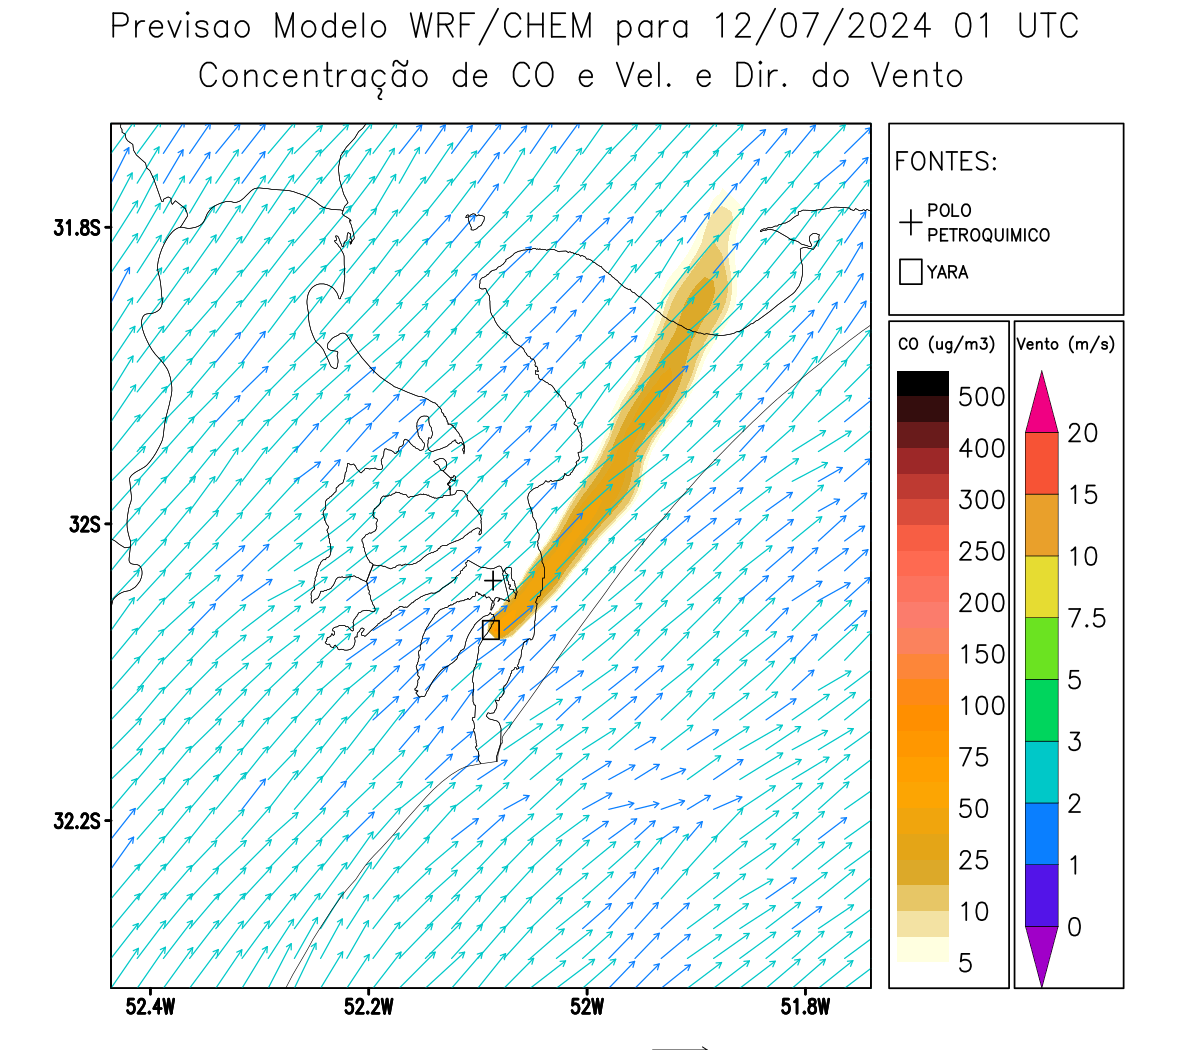 Previsao Modelo WRF/CHEM para 12/07/2024 01 UTC
Concentração de CO e Vel. e Dir. do Vento
FONTES:
POLO
PETROQUIMICO
YARA
CO (ug/m3)
500
400
300
250
200
150
100
75
50
25
10
5
Vento (m/s)
20
15
10
7.5
5
3
2
1
0
31.8S
32S
32.2S
52.4W
52.2W
52W
51.8W